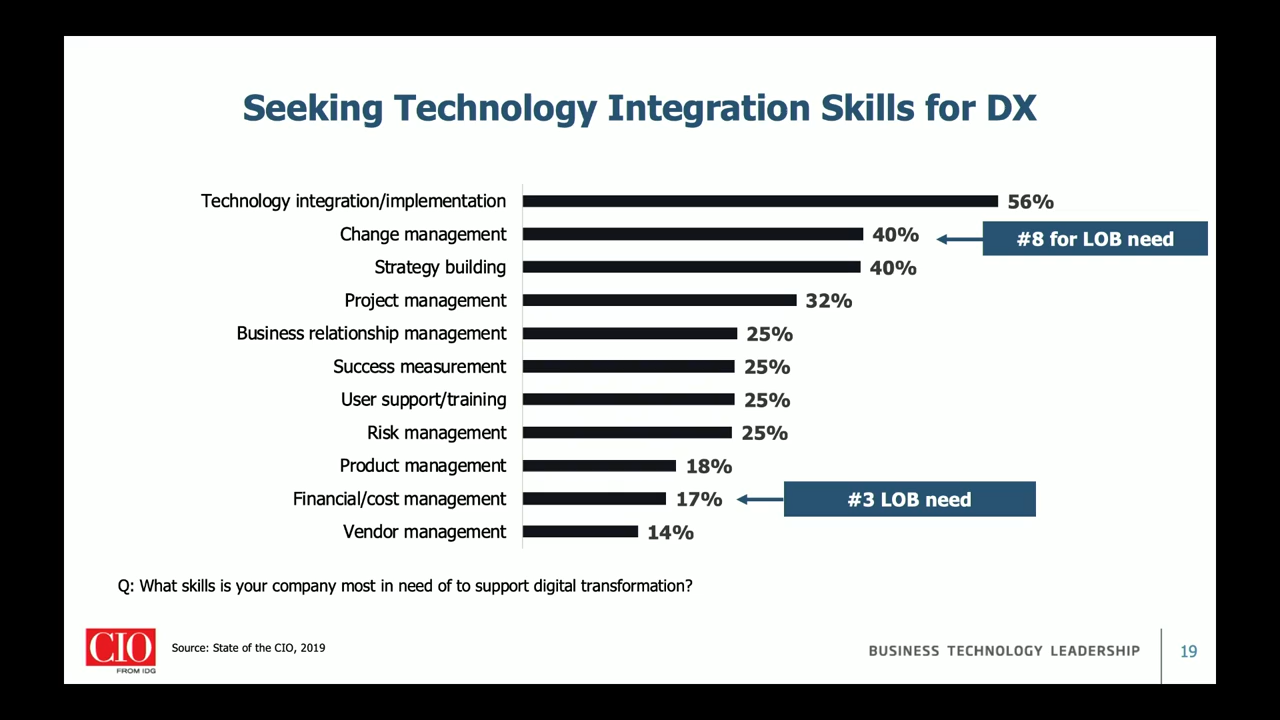 Seeking Technology Integration Skills for DX
Technology integration/implementation 56%
Change management 40%
#8 for LOB need
Strategy building 40%
Project management 32%
Business relationship management 25%
Success measurement 25%
User support/training 25%
Risk management 25%
Product management 18%
Financial/cost management 17%
#3 LOB need
Vendor management 14%
Q: What skills is your company most in need of to support digital transformation?
CIO
FROM IDG
Source: State of the CIO, 2019
BUSINESS TECHNOLOGY LEADERSHIP
19